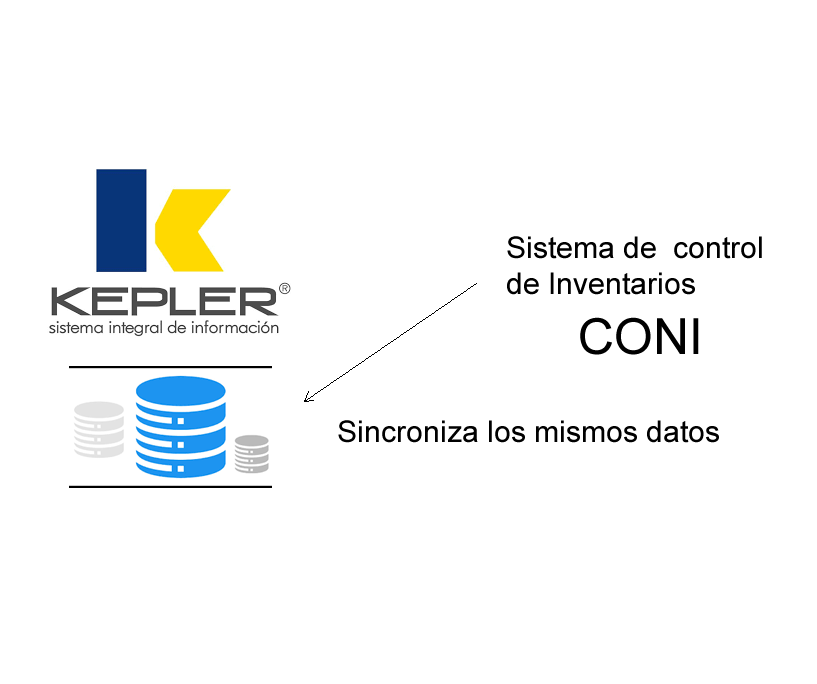 KEPLER®
sistema integral de información
Sistema de  control
de Inventarios
CONI
Sincroniza los mismos datos